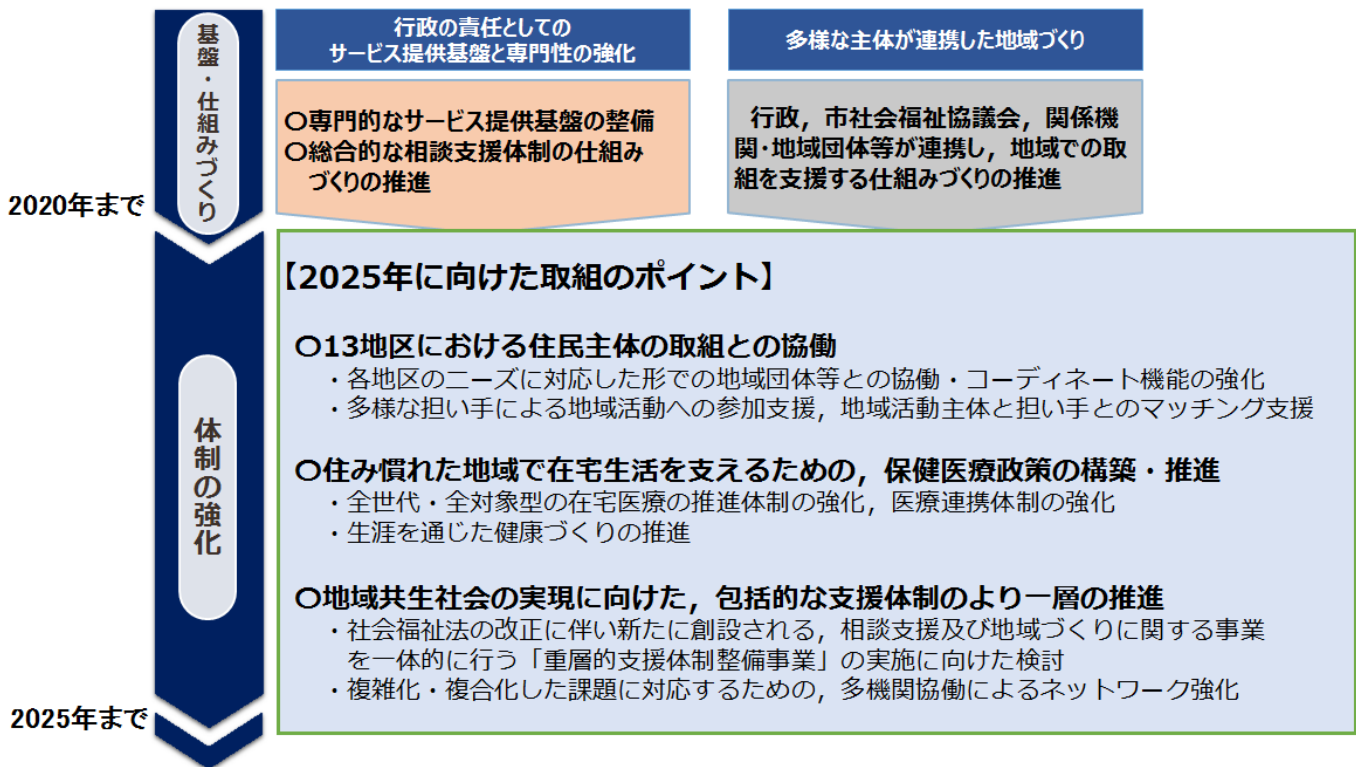 基盤・仕組みづくり
2020年まで
行政の責任としての
サービス提供基盤と専門性の強化
〇専門的なサービス提供基盤の整備
〇総合的な相談支援体制の仕組み
づくりの推進
多様な主体が連携した地域づくり
行政，市社会福祉協議会，関係機
関・地域団体等が連携し，地域での取
組を支援する仕組みづくりの推進
体制の強化
2025年まで
【2025年に向けた取組のポイント】
〇13地区における住民主体の取組との協働
・各地区のニーズに対応した形での地域団体等との協働・コーディネート機能の強化
・多様な担い手による地域活動への参加支援，地域活動主体と担い手とのマッチング支援
〇住み慣れた地域で在宅生活を支えるための，保健医療政策の構築・推進
・全世代・全対象型の在宅医療の推進体制の強化，医療連携体制の強化
・生涯を通じた健康づくりの推進
〇地域共生社会の実現に向けた，包括的な支援体制のより一層の推進
・社会福祉法の改正に伴い新たに創設される，相談支援及び地域づくりに関する事業
を一体的に行う「重層的支援体制整備事業」の実施に向けた検討
・複雑化・複合化した課題に対応するための，多機関協働によるネットワーク強化